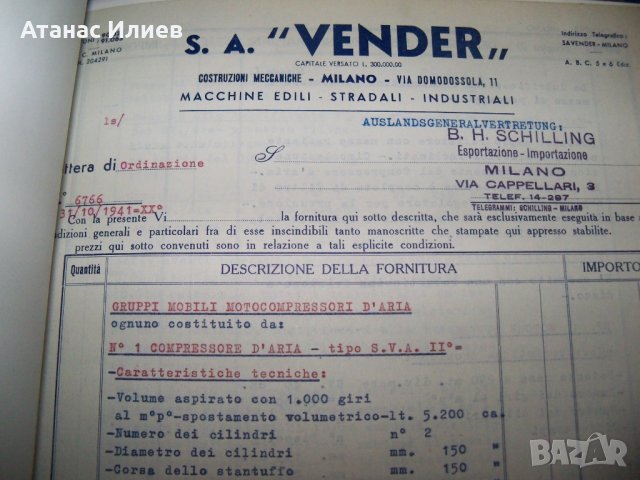 Атанас Илиев
S. A. "VENDER„
CAPITALE VERSATO L. 300.000.00
Indirizzo Telegrafico:
SAVENDER - MILANO
C. MILANO
N. 204291
COSTRUZIONI MECCANICHE - MILANO - VIA DOMODOSSOLA, 11
A. B. C. 5 e 6 Ediz.
MACCHINE EDILI - STRADALI - INDUSTRIALI
ls/
AUSLANDSGENERALVERTRETUNG:
B. H. SCHILLING
Esportazione - Importazione
MILANO
VIA CAPPELLARI, 3
TELEF. 14-297
TELEGRAMMI: SCHILLING-MILANO
ttera di Ordinazione
S
6766
31/10/1941=XX°
Con la presente Vi la fornitura qui sotto descritta, che sarà esclusivamente eseguita in base a
dizioni generali e particolari fra di esse inscindibili tanto manoscritte che stampate qui appresso stabilite.
prezzi qui sotto convenuti sono in relazione a tali esplicite condizioni.
Quantità DESCRIZIONE DELLA FORNITURA IMPORTO
GRUPPI MOBILI MOTOCOMPRESSORI D'ARIA
ognuno costituito da:
N° 1 COMPRESSORE D'ARIA - tipo S.V.A. II°=
-Caratteristiche tecniche:
-Volume aspirato con 1.000 giri
al m°p°-spostamento volumetrico-lt. 5.200 ca.
-Numero dei cilindri n° 2
-Diametro dei cilindri mm. 150 "
-Corsa dello stantuffo mm. 150 "
BAZAR